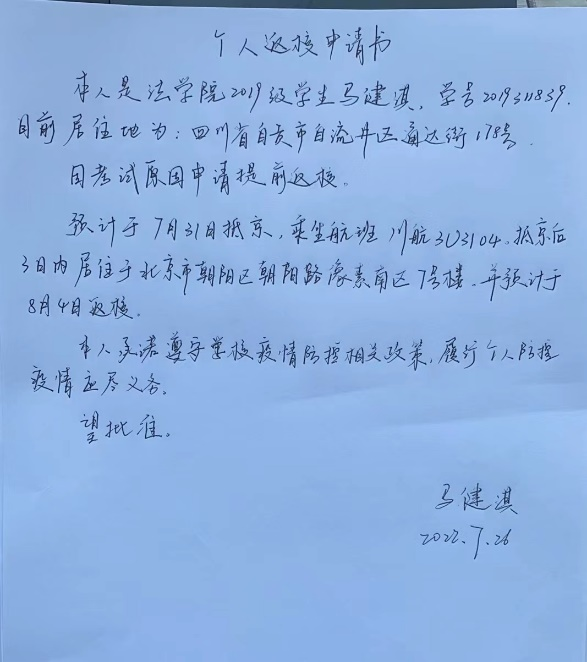 个人返校申请书
本人是法学院2019级学生马健淇，学号2019311839.
目前居住地为：四川省自贡市自流井区通达街178号.
因考试原因申请提前返校。
预计于7月31日抵京，乘坐航班川航3U3104。抵京后
3日内居住于北京市朝阳区朝阳路像素南区7号楼，并预计于
8月4日返校.
本人承诺遵守学校疫情防控相关政策，履行个人防控
疫情应尽义务。
望批准。
马健淇
2022.7.26